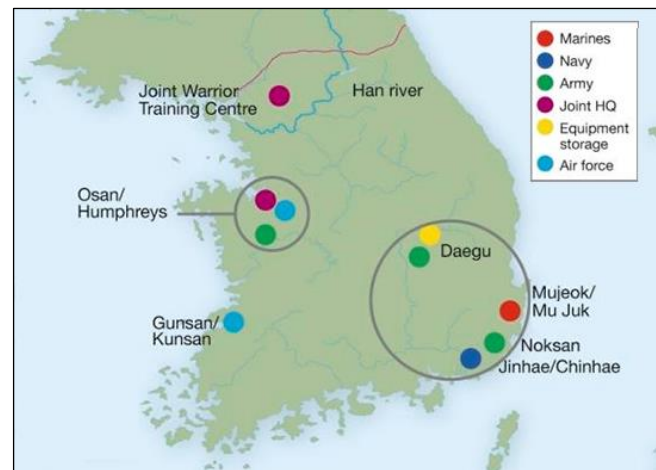 Marines
Navy
Army
Joint HQ
Equipment
storage
Air force
Joint Warrior
Training Centre
Han river
Osan/
Humphreys
Daegu
Mujeok/
Mu Juk
Gunsan/
Kunsan
Noksan
Jinhae/Chinhae